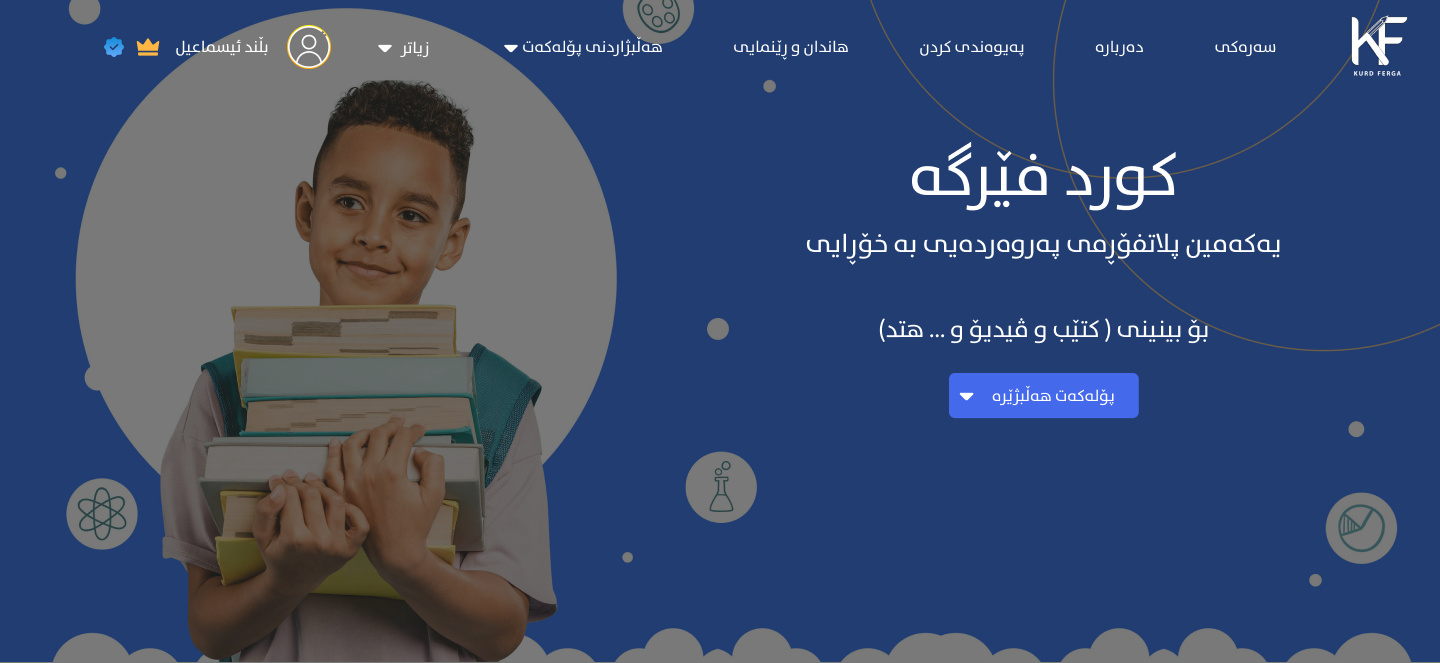 KURD FERGA
سەرەکی
دەربارە
پەیوەندی کردن
هاندان و ڕێنمایی
هەڵبژاردنی پۆلەکەت
زیاتر
بڵند ئیسماعیل
کورد فێرگە
یەکەمین پلاتفۆڕمی پەروەردەیی بە خۆڕایی
بۆ بینینی ( کتێب و ڤیدیۆ و ... هتد)
پۆلەکەت هەڵبژێرە